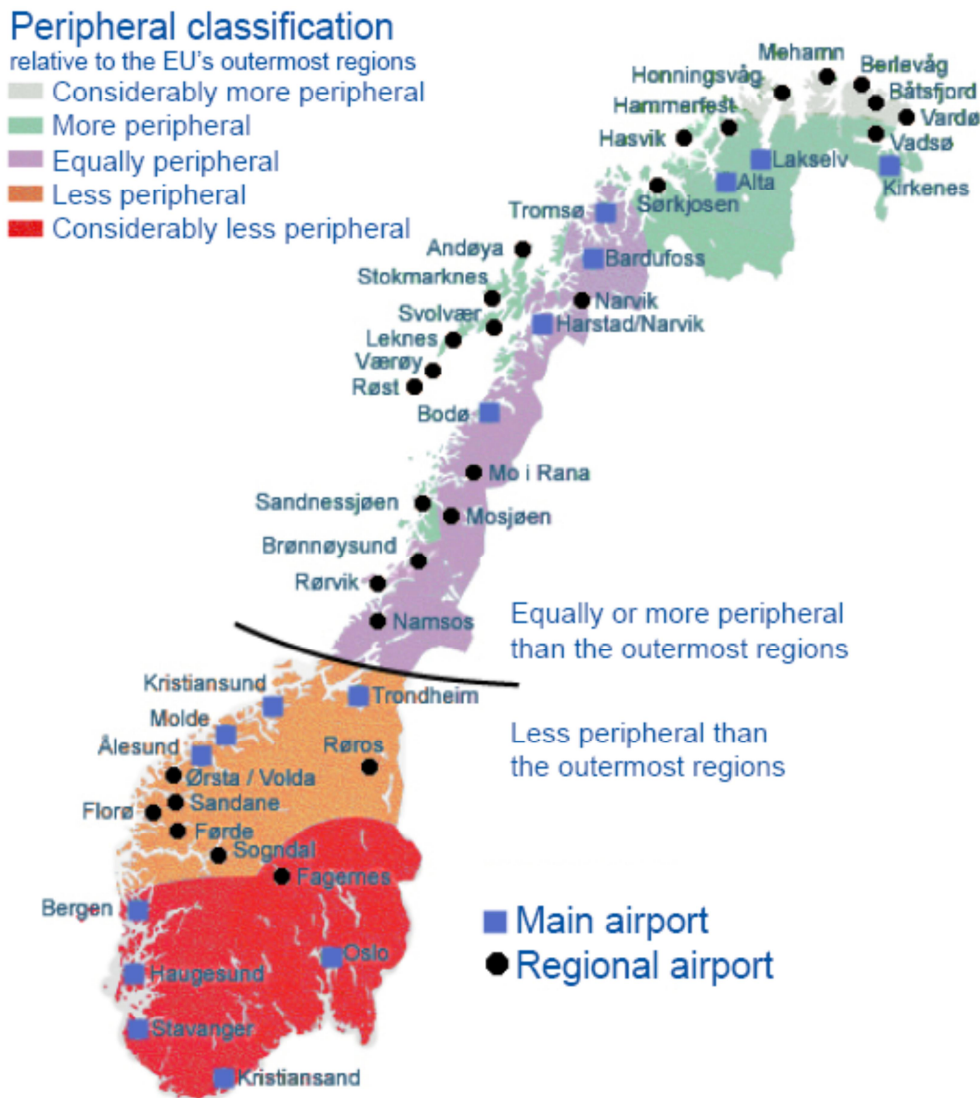 Peripheral classification
relative to the EU's outermost regions
Considerably more peripheral
More peripheral
Equally peripheral
Less peripheral
Considerably less peripheral
Mehamn
Berlevåg
Honningsvåg
Båtsfjord
Hammerfest
Vardø
Hasvik
Vadsø
Lakselv
Alta
Kirkenes
Sørkjosen
Tromsø
Andøya
Bardufoss
Stokmarknes
Narvik
Svolvær
Harstad/Narvik
Leknes
Værøy
Røst
Bodø
Mo i Rana
Sandnessjøen
Mosjøen
Brønnøysund
Rørvik
Namsos
Equally or more peripheral
than the outermost regions
Kristiansund
Trondheim
Molde
Less peripheral than
the outermost regions
Ålesund
Røros
Ørsta / Volda
Sandane
Florø
Førde
Sogndal
Fagernes
Bergen
Main airport
Oslo
Regional airport
Haugesund
Stavanger
Kristiansand